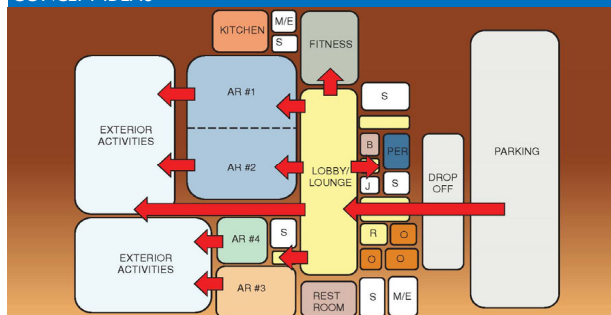 KITCHEN
M/E
S
FITNESS
AR #1
S
EXTERIOR
ACTIVITIES
B
PER
PARKING
AH #2
LOBBY/
LOUNGE
DROP
OFF
J
S
AR #4
S
R
O
O
O
EXTERIOR
ACTIVITIES
AR #3
REST
ROOM
S
M/E